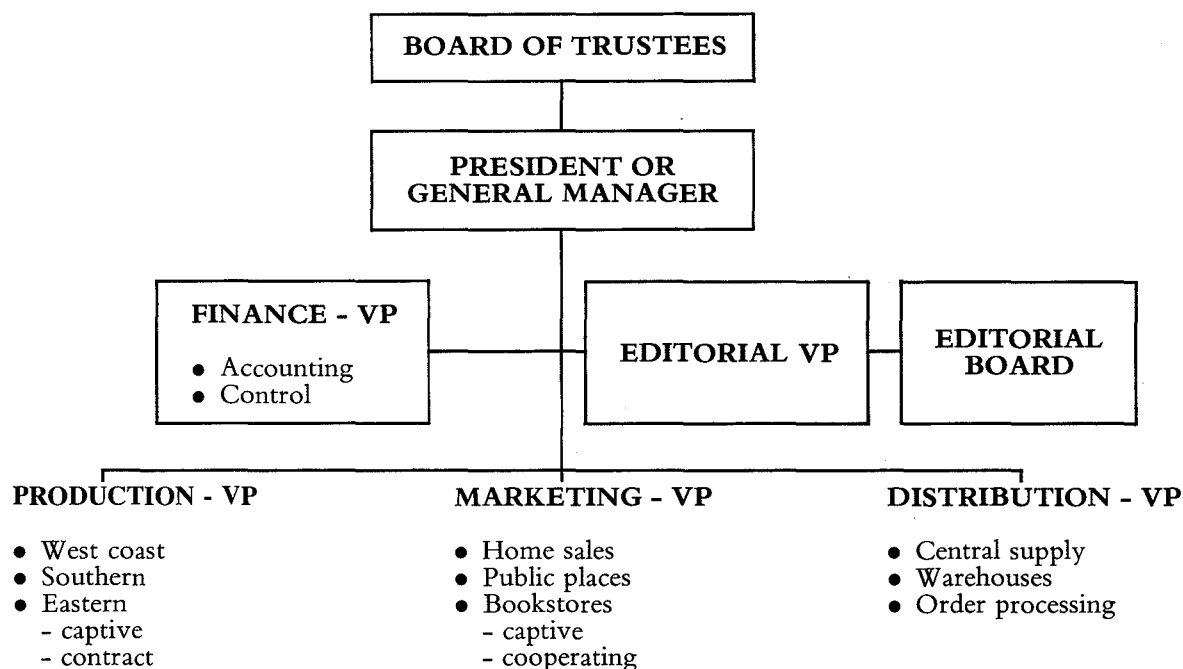 BOARD OF TRUSTEES
PRESIDENT OR
GENERAL MANAGER
FINANCE - VP
● Accounting
● Control
EDITORIAL VP
EDITORIAL
BOARD
PRODUCTION - VP
● West coast
● Southern
● Eastern
- captive
- contract
MARKETING - VP
● Home sales
● Public places
● Bookstores
- captive
- cooperating
DISTRIBUTION - VP
● Central supply
● Warehouses
● Order processing